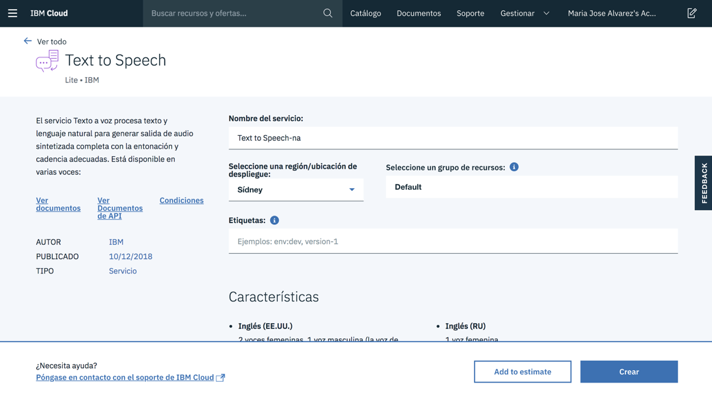 IBM Cloud
Buscar recursos y ofertas...
Catálogo
Documentos
Soporte
Gestionar
Maria Jose Alvarez's Ac...
Ver todo
Text to Speech
Lite • IBM
El servicio Texto a voz procesa texto y
lenguaje natural para generar salida de audio
sintetizada completa con la entonación y
cadencia adecuadas. Está disponible en
varias voces:
Ver documentos
Ver Documentos de API
Condiciones
AUTOR IBM
PUBLICADO 10/12/2018
TIPO Servicio
Nombre del servicio:
Text to Speech-na
Seleccione una región/ubicación de
despliegue:
Sídney
Seleccione un grupo de recursos:
Default
Etiquetas:
Ejemplos: env:dev, version-1
Características
• Inglés (EE.UU.)
2 voces femeninas, 1 voz masculina (la voz de
• Inglés (RU)
1 voz femenina
FEEDBACK
¿Necesita ayuda?
Póngase en contacto con el soporte de IBM Cloud
Add to estimate
Crear